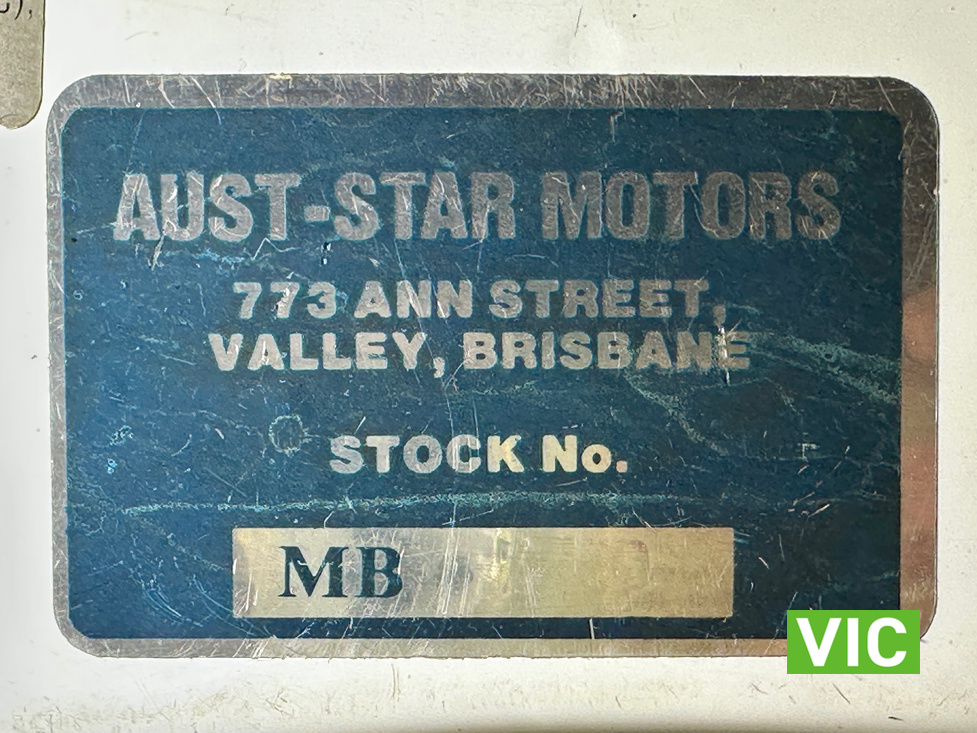 AUST-STAR MOTORS
773 ANN STREET,
VALLEY, BRISBANE
STOCK No.
MB
VIC